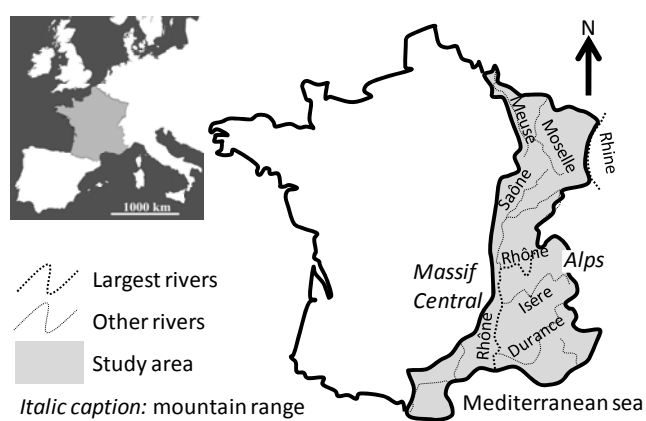 N
1000 km
Meuse
Moselle
Rhine
Saône
Rhône
Alps
Massif
Central
Isère
Rhône
Durance
Mediterranean sea
Largest rivers
Other rivers
Study area
Italic caption: mountain range